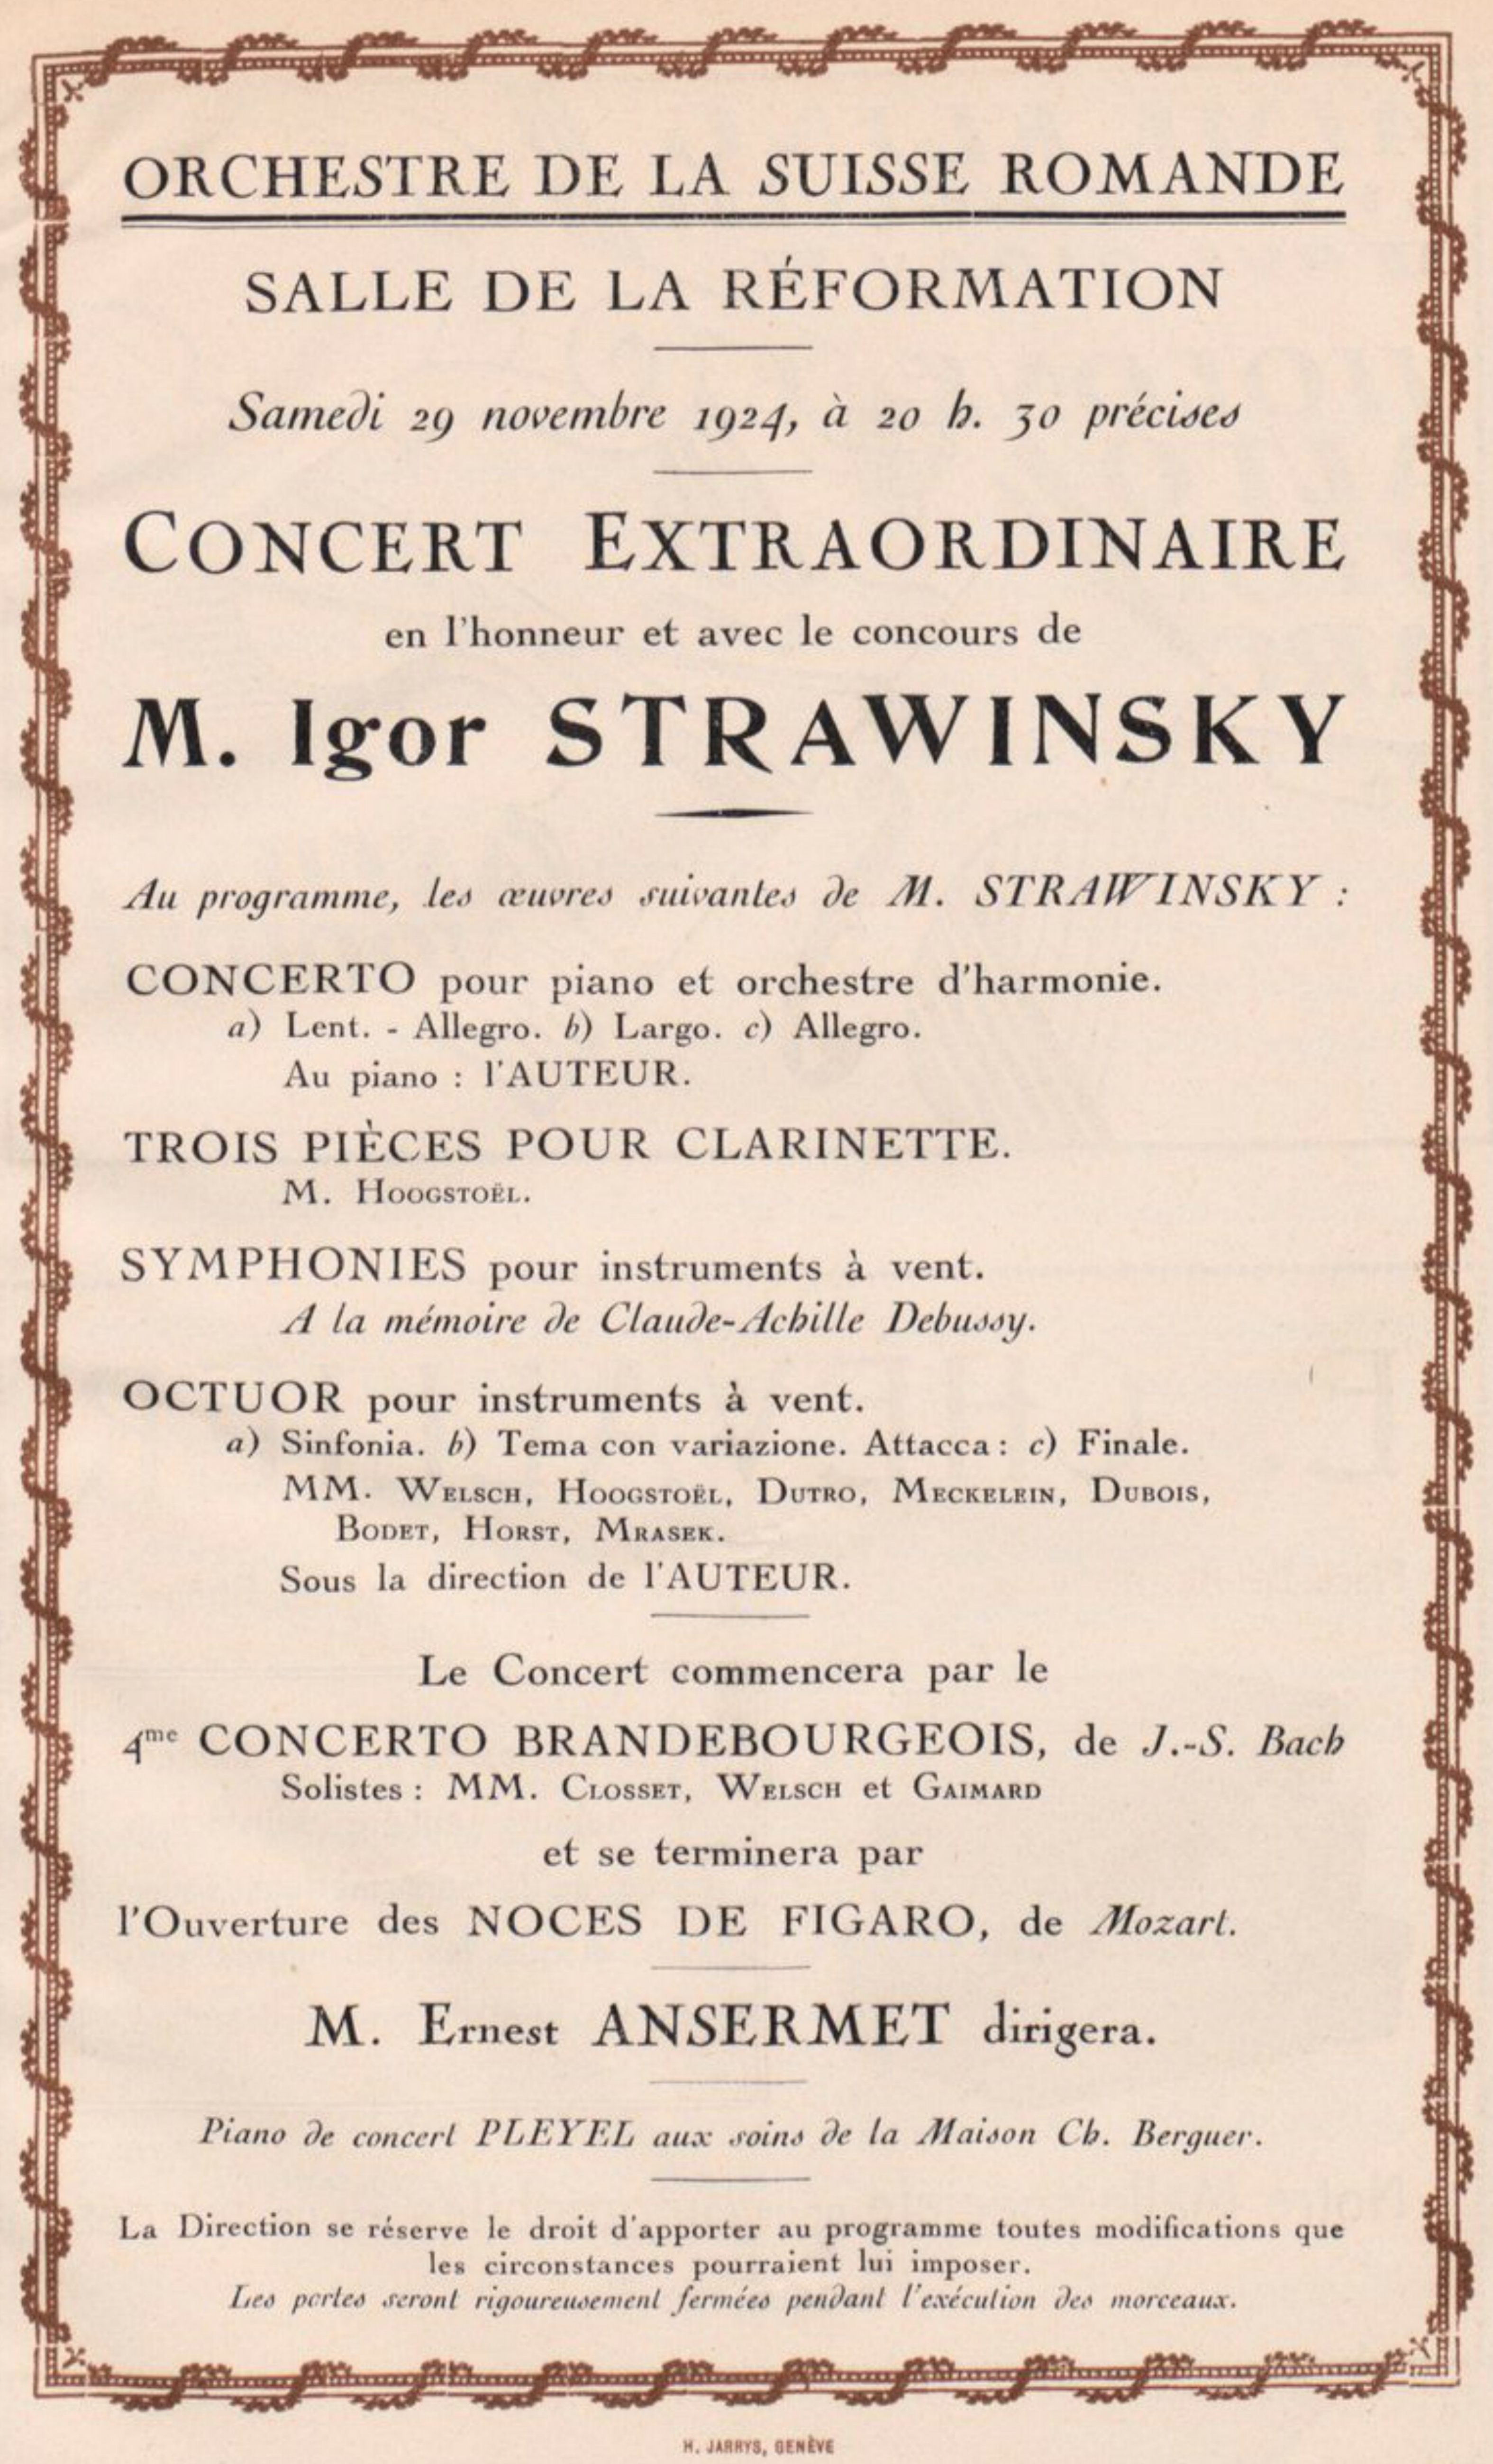 ORCHESTRE DE LA SUISSE ROMANDE
SALLE DE LA RÉFORMATION
Samedi 29 novembre 1924, à 20 h. 30 précises
CONCERT EXTRAORDINAIRE
en l'honneur et avec le concours de
M. Igor STRAWINSKY
Au programme, les œuvres suivantes de M. STRAWINSKY :
CONCERTO pour piano et orchestre d'harmonie.
a) Lent. - Allegro. b) Largo. c) Allegro.
Au piano : l'AUTEUR.
TROIS PIÈCES POUR CLARINETTE.
M. HOOGSTOËL.
SYMPHONIES pour instruments à vent.
A la mémoire de Claude-Achille Debussy.
OCTUOR pour instruments à vent.
a) Sinfonia. b) Tema con variazione. Attacca : c) Finale.
MM. WELSCH, HOOGSTOËL, DUTRO, MECKELEIN, DUBOIS,
BODET, HORST, MRASEK.
Sous la direction de l'AUTEUR.
Le Concert commencera par le
4me CONCERTO BRANDEBOURGEOIS, de J.-S. Bach
Solistes : MM. CLOSSET, WELSCH et GAIMARD
et se terminera par
l'Ouverture des NOCES DE FIGARO, de Mozart.
M. Ernest ANSERMET dirigera.
Piano de concert PLEYEL aux soins de la Maison Ch. Berguer.
La Direction se réserve le droit d'apporter au programme toutes modifications que
les circonstances pourraient lui imposer.
Les portes seront rigoureusement fermées pendant l'exécution des morceaux.
H. JARRYS, GENÈVE